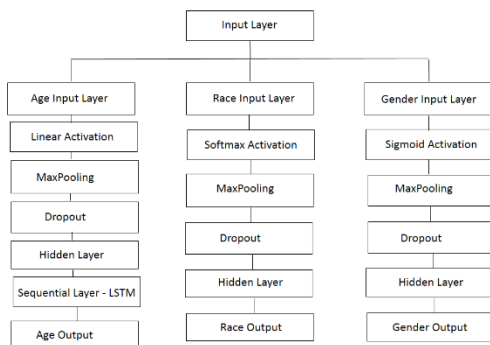 Input Layer
Age Input Layer
Linear Activation
MaxPooling
Dropout
Hidden Layer
Sequential Layer - LSTM
Age Output
Race Input Layer
Softmax Activation
MaxPooling
Dropout
Hidden Layer
Race Output
Gender Input Layer
Sigmoid Activation
MaxPooling
Dropout
Hidden Layer
Gender Output